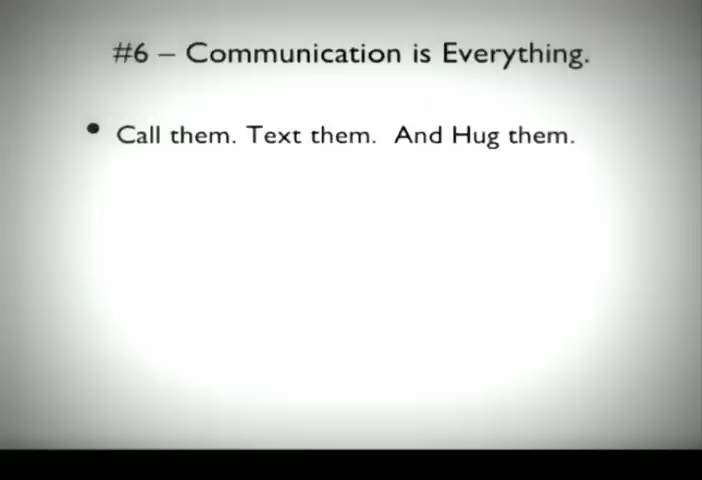 #6 – Communication is Everything.
• Call them. Text them.  And Hug them.